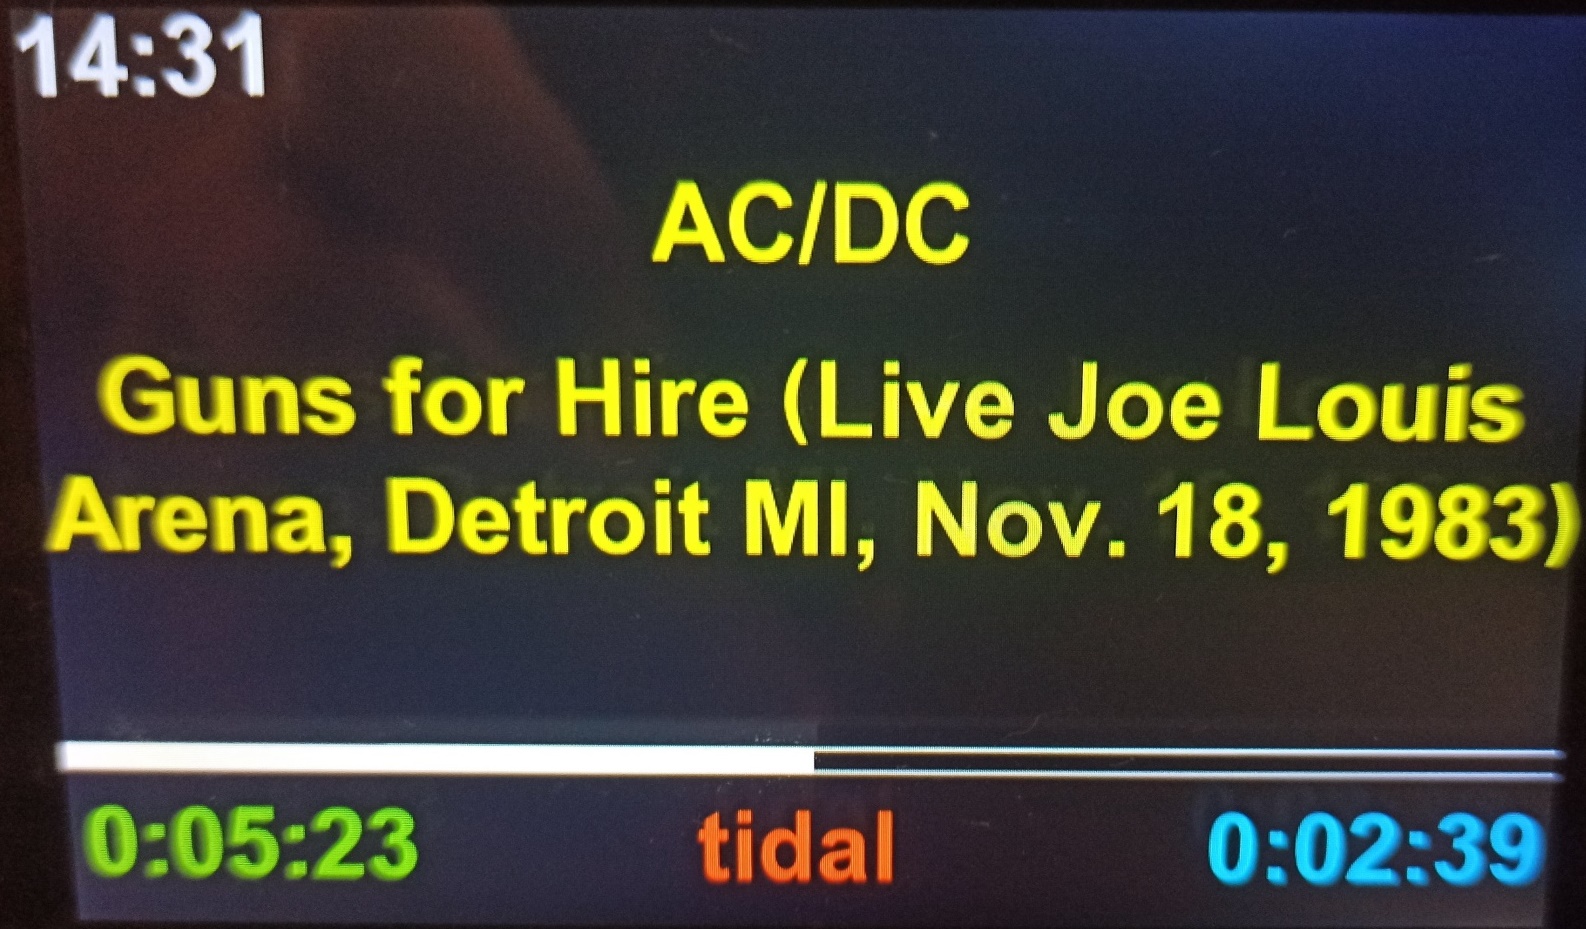 14:31
AC/DC
Guns for Hire (Live Joe Louis
Arena, Detroit MI, Nov. 18, 1983)
0:05:23 tidal 0:02:39